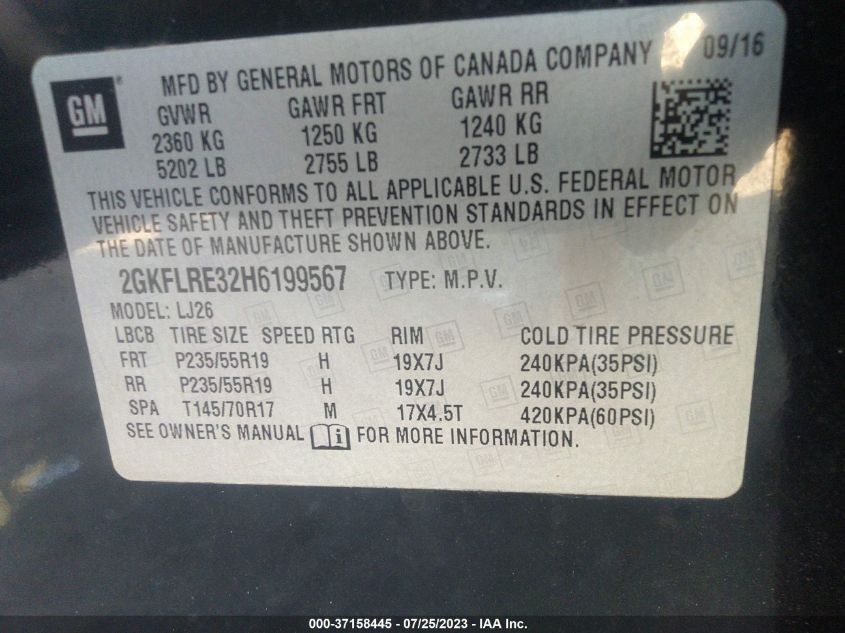 MFD BY GENERAL MOTORS OF CANADA COMPANY 09/16
GM
GVWR GAWR FRT GAWR RR
2360 KG 1250 KG 1240 KG
5202 LB 2755 LB 2733 LB
THIS VEHICLE CONFORMS TO ALL APPLICABLE U.S. FEDERAL MOTOR
VEHICLE SAFETY AND THEFT PREVENTION STANDARDS IN EFFECT ON
THE DATE OF MANUFACTURE SHOWN ABOVE.
2GKFLRE32H6199567 TYPE: M.P.V.
MODEL: LJ26
LBCB TIRE SIZE SPEED RTG RIM COLD TIRE PRESSURE
FRT P235/55R19 H 19X7J 240KPA(35PSI)
RR P235/55R19 H 19X7J 240KPA(35PSI)
SPA T145/70R17 M 17X4.5T 420KPA(60PSI)
SEE OWNER'S MANUAL i FOR MORE INFORMATION.
000-37158445 - 07/25/2023 - IAA Inc.